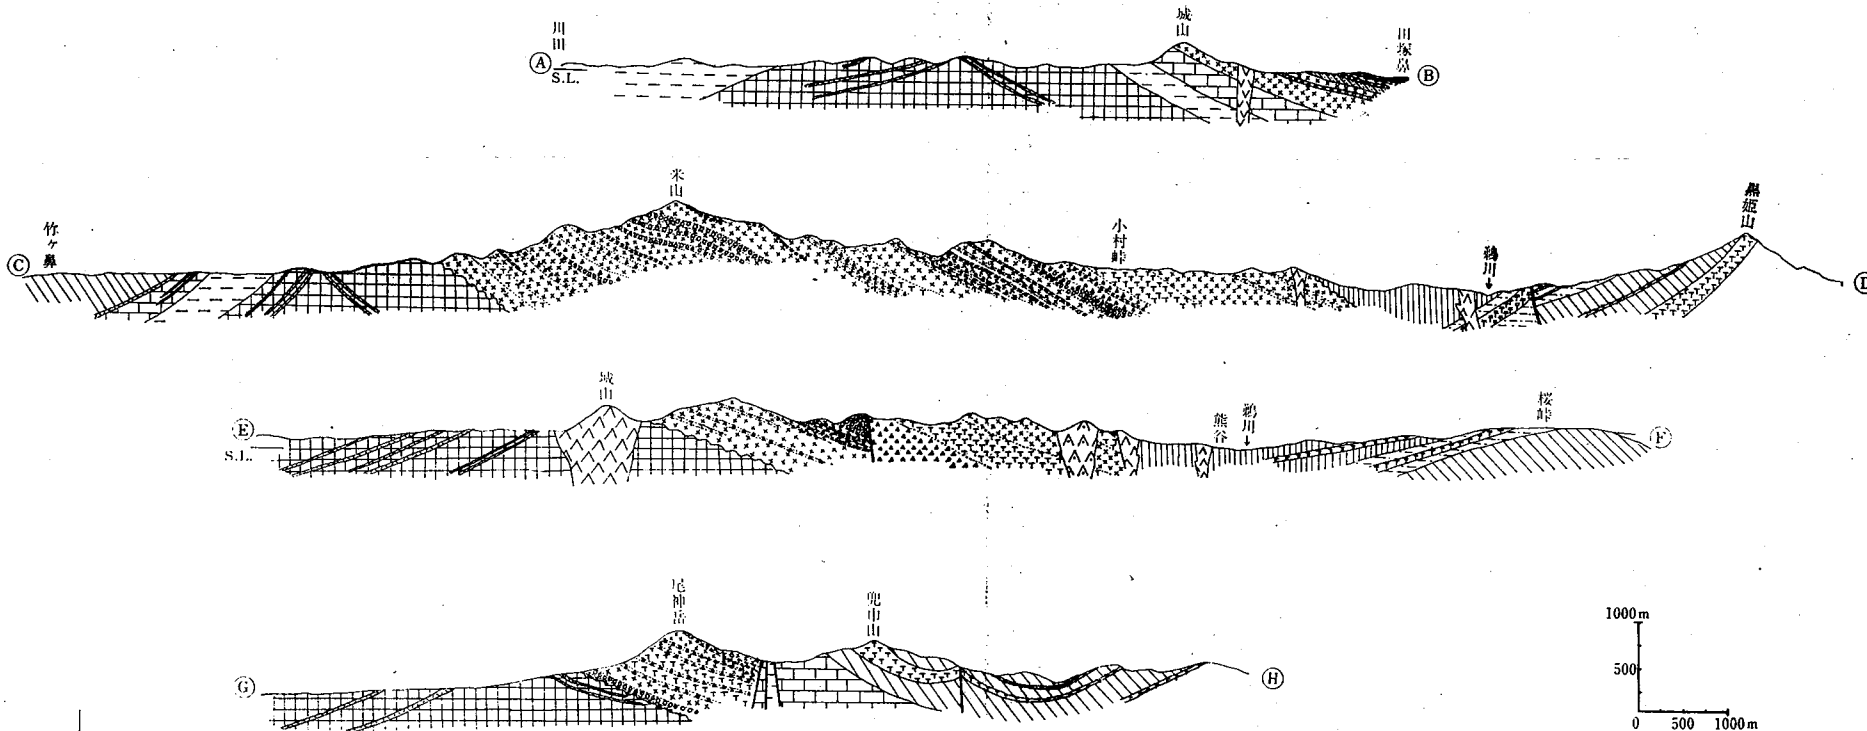 川田
城山
川塚鼻
Ⓐ
S.L.
Ⓑ
米山
竹ヶ鼻
小村峠
鵜川
黒姫山
Ⓒ
Ⓓ
城山
熊谷
鵜川
桜峠
Ⓔ
S.L.
Ⓕ
尾神岳
兜巾山
Ⓖ
Ⓗ
1000m
500
0 500 1000m